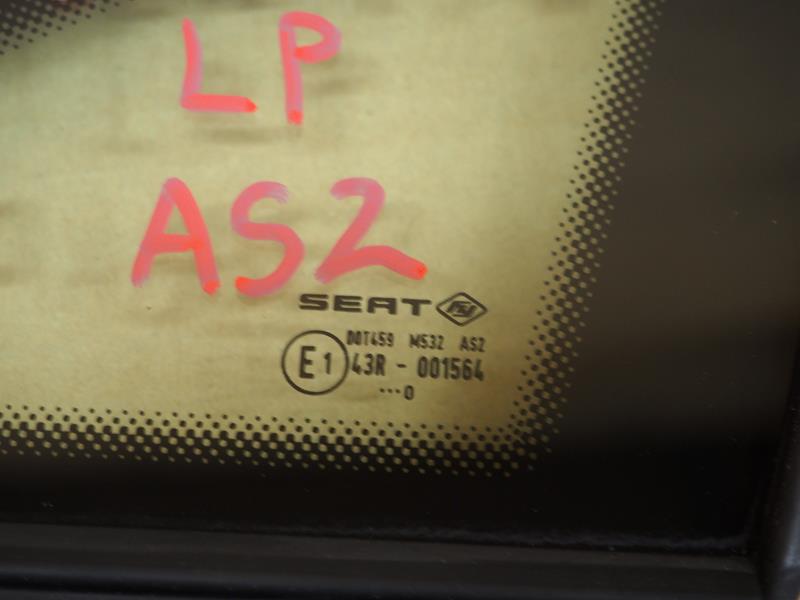 LP
AS2
SEAT
DOT459 M532 AS2
E1 43R - 001564
···0